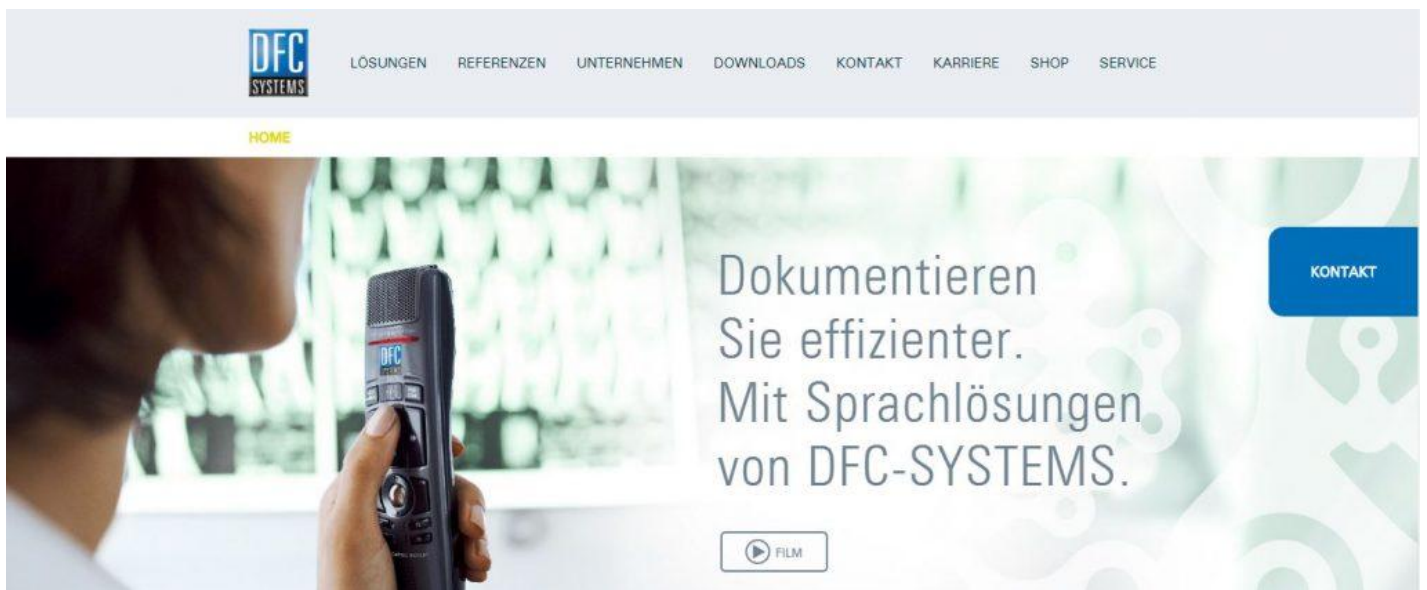 DFC
SYSTEMS
LÖSUNGEN REFERENZEN UNTERNEHMEN DOWNLOADS KONTAKT KARRIERE SHOP SERVICE
HOME
Dokumentieren
Sie effizienter.
Mit Sprachlösungen
von DFC-SYSTEMS.
KONTAKT
FILM
DFC